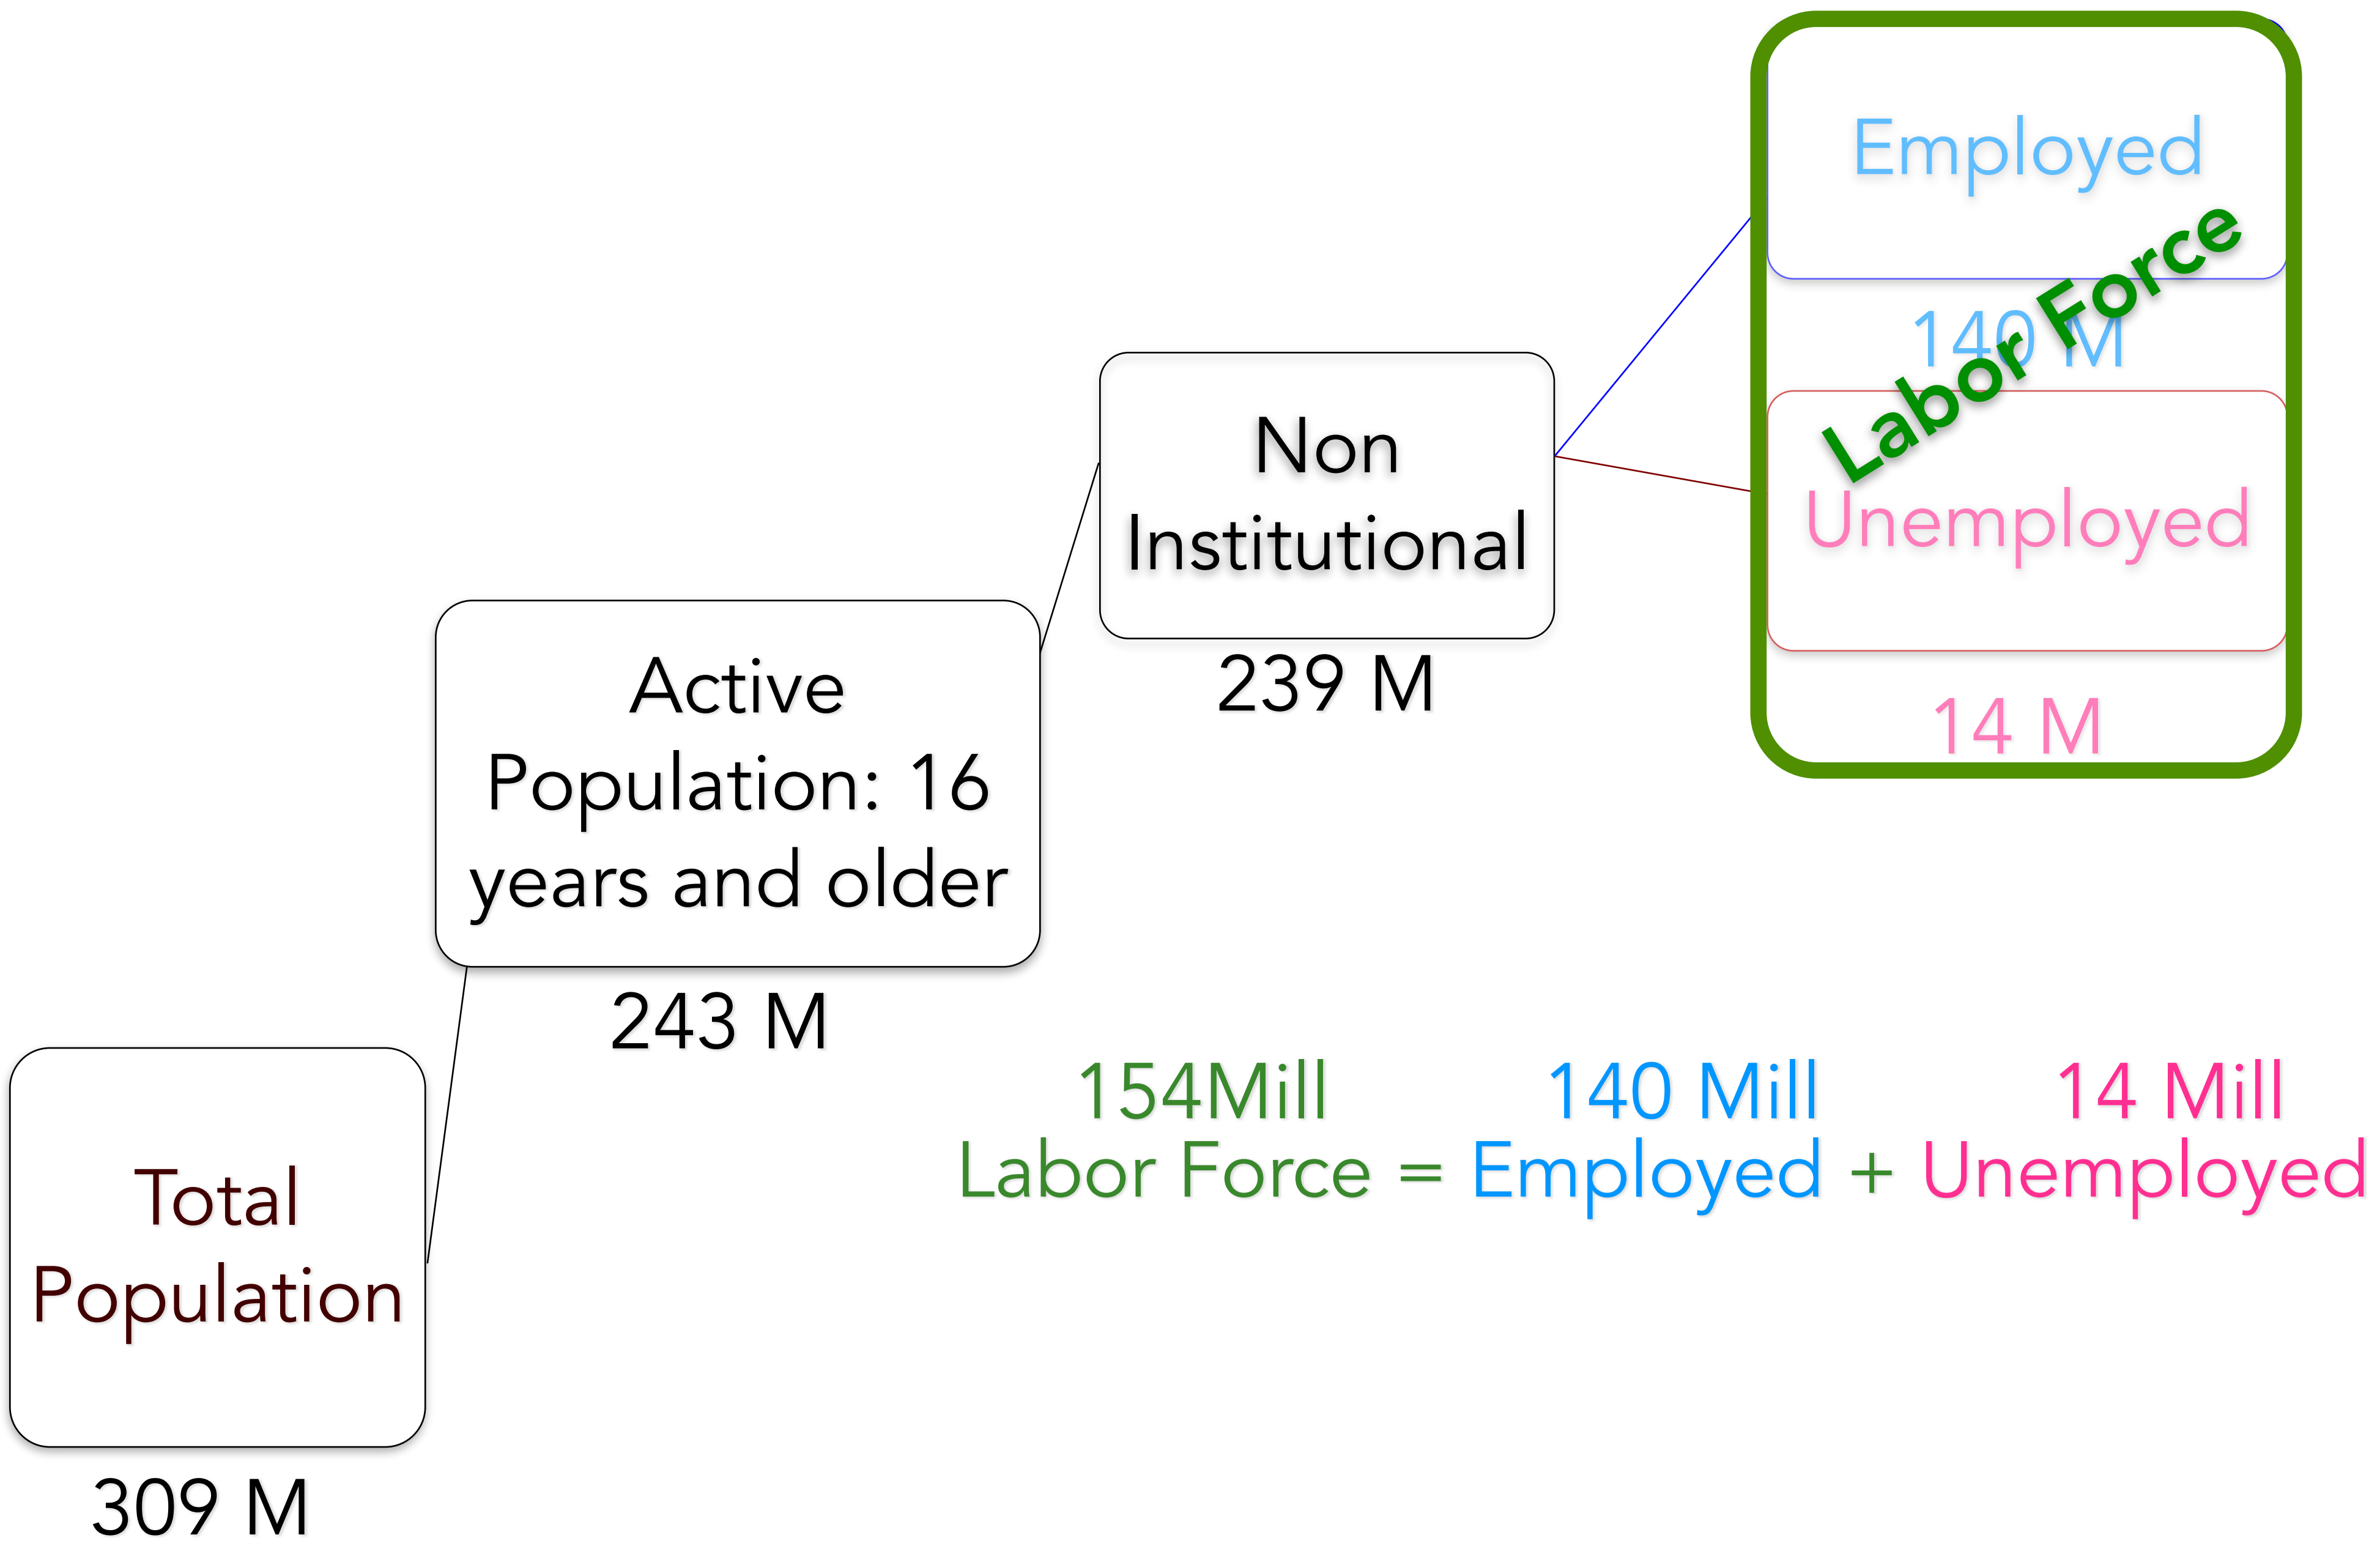 Employed
140 M
Labor Force
Unemployed
14 M
Non
Institutional
239 M
Active
Population: 16
years and older
243 M
154Mill 140 Mill 14 Mill
Labor Force = Employed + Unemployed
Total
Population
309 M